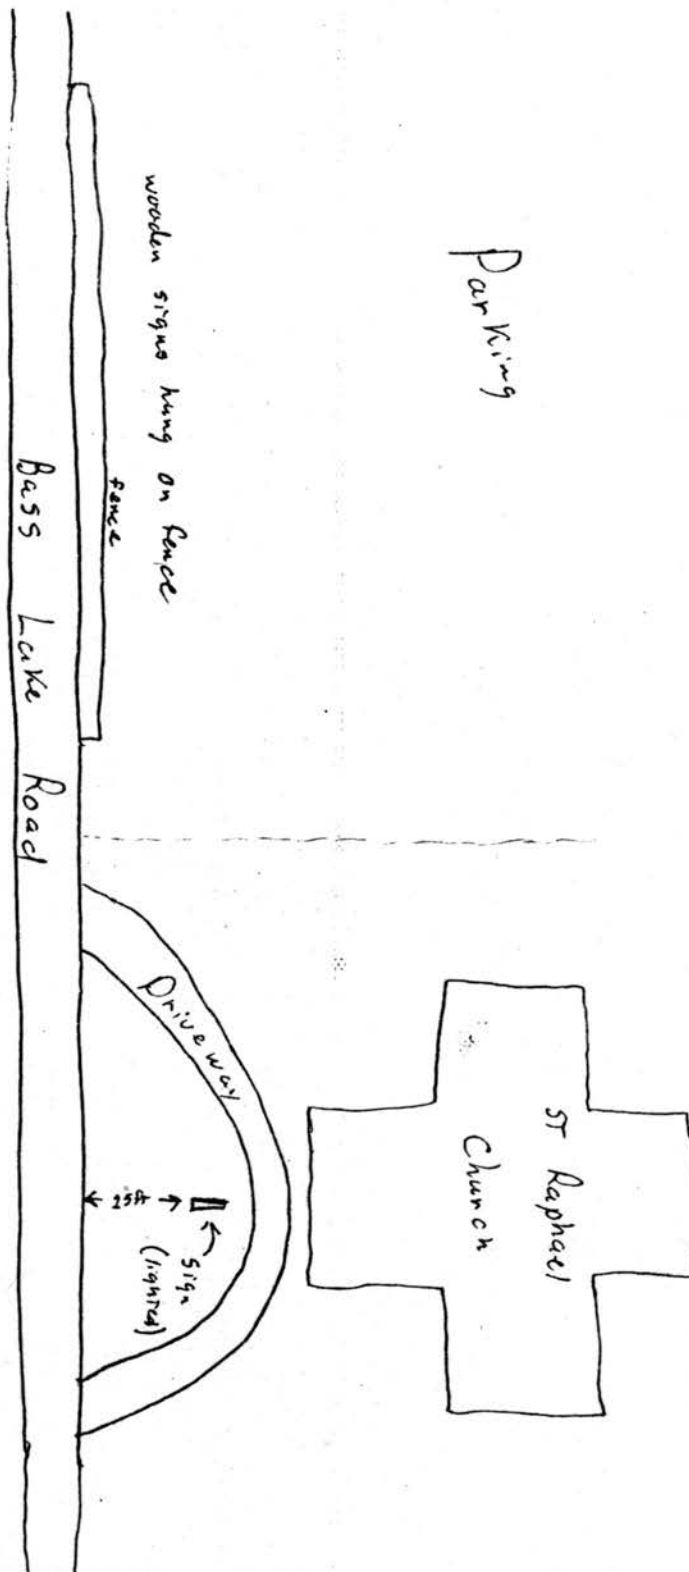 Parking
wooden signs hung on fence
fence
Bass Lake Road
Driveway
ST Raphael
Church
25ft
sign
(lighted)